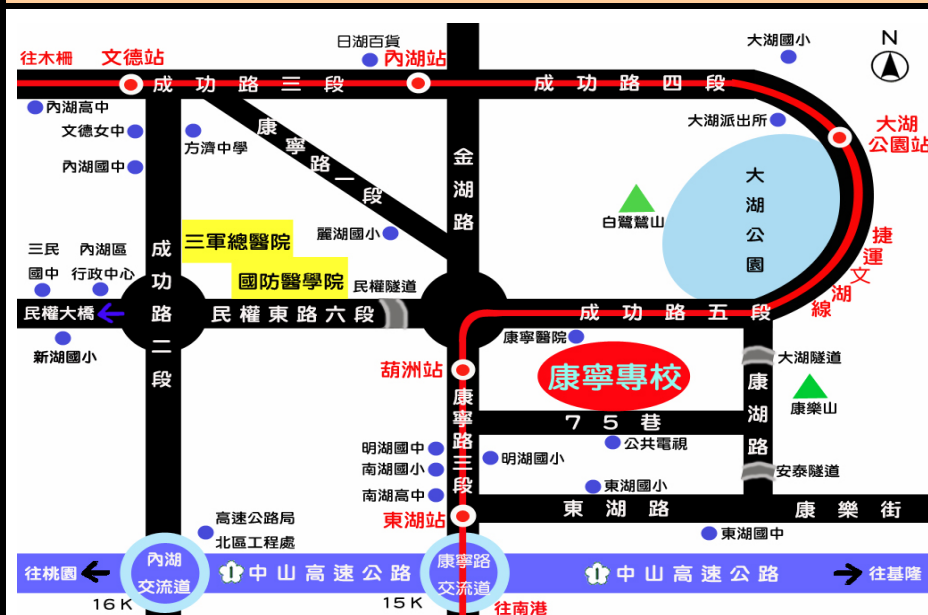 日湖百貨
大湖國小
N
往木柵
文德站
內湖站
成功路三段
成功路四段
內湖高中
文德女中
方濟中學
康寧路一段
大湖派出所
大湖
公園站
內湖國中
金湖路
大湖公園
白鷺鷥山
三軍總醫院
麗湖國小
捷運文湖線
三民
國中
內湖區
行政中心
國防醫學院
民權隧道
成功路二段
民權大橋
民權東路六段
成功路五段
新湖國小
康寧醫院
葫洲站
康寧專校
大湖隧道
康湖路
康樂山
75巷
康寧路三段
明湖國中
公共電視
明湖國小
南湖國小
安泰隧道
東湖國小
南湖高中
東湖路
康樂街
東湖站
高速公路局
北區工程處
東湖國中
往桃園
內湖
交流道
1
中山高速公路
康寧路
交流道
1
中山高速公路
往基隆
16K
15K
往南港